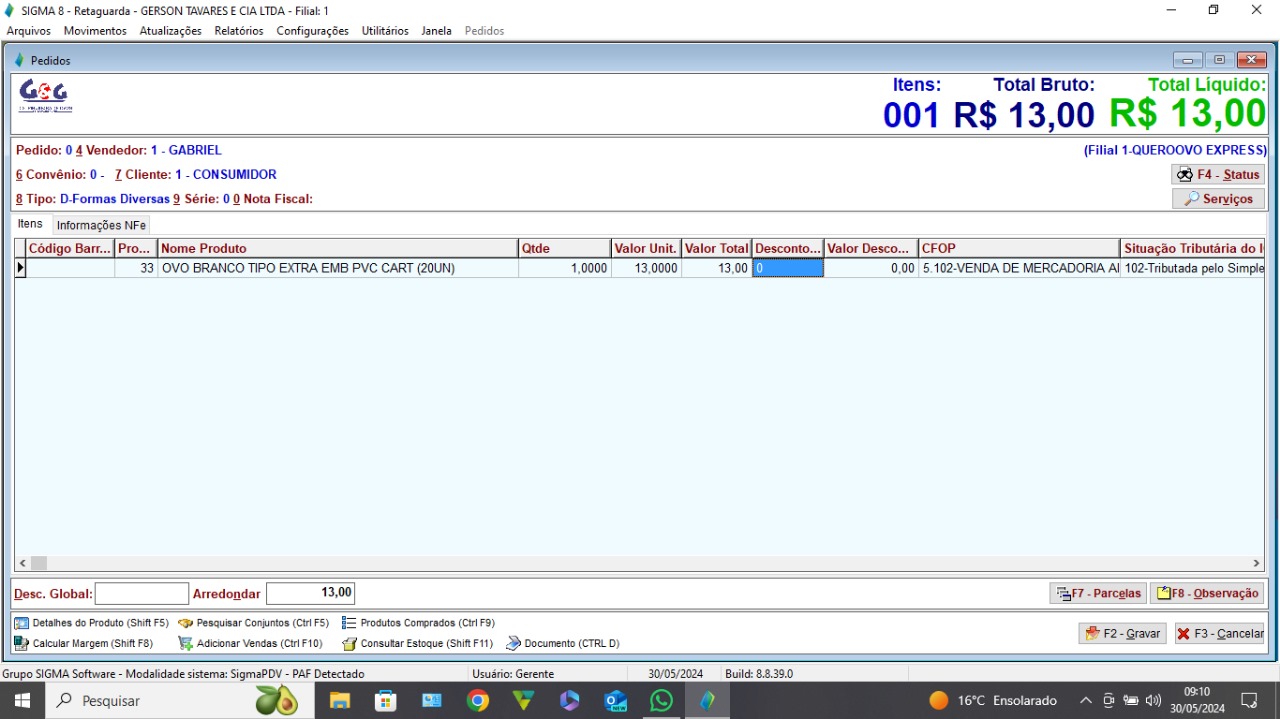 SIGMA 8 - Retaguarda - GERSON TAVARES E CIA LTDA - Filial: 1
Arquivos Movimentos Atualizações Relatórios Configurações Utilitários Janela Pedidos
Pedidos
G&G
Itens: Total Bruto: Total Líquido:
001 R$ 13,00 R$ 13,00
Pedido: 0 4 Vendedor: 1 - GABRIEL (Filial 1-QUEROOVO EXPRESS)
6 Convênio: 0 - 7 Cliente: 1 - CONSUMIDOR F4 - Status
8 Tipo: D-Formas Diversas 9 Série: 0 0 Nota Fiscal: Serviços
Itens Informações NFe
Código Barr... Pro... Nome Produto Qtde Valor Unit. Valor Total Desconto... Valor Desco... CFOP Situação Tributária do I
33 OVO BRANCO TIPO EXTRA EMB PVC CART (20UN) 1,0000 13,0000 13,00 0 0,00 5.102-VENDA DE MERCADORIA A 102-Tributada pelo Simple
Desc. Global: Arredondar 13,00 F7 - Parcelas F8 - Observação
Detalhes do Produto (Shift F5) Pesquisar Conjuntos (Ctrl F5) Produtos Comprados (Ctrl F9)
Calcular Margem (Shift F8) Adicionar Vendas (Ctrl F10) Consultar Estoque (Shift F11) Documento (CTRL D) F2 - Gravar F3 - Cancelar
Grupo SIGMA Software - Modalidade sistema: SigmaPDV - PAF Detectado Usuário: Gerente 30/05/2024 Build: 8.8.39.0
Pesquisar NEW 16°C Ensolarado 09:10
30/05/2024